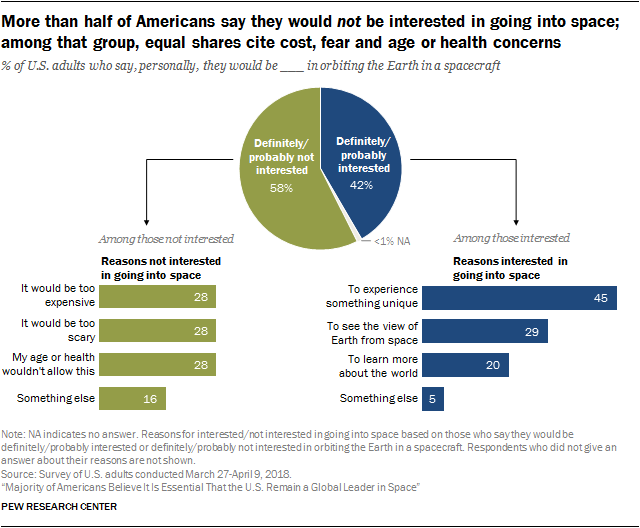 More than half of Americans say they would not be interested in going into space;
among that group, equal shares cite cost, fear and age or health concerns
% of U.S. adults who say, personally, they would be ___ in orbiting the Earth in a spacecraft
Definitely/
probably not
interested
58%
Definitely/
probably
interested
42%
<1% NA
Among those not interested
Reasons not interested
in going into space
It would be too
expensive
28
It would be too
scary
28
My age or health
wouldn't allow this
28
Something else
16
Among those interested
Reasons interested in
going into space
To experience
something unique
45
To see the view of
Earth from space
29
To learn more
about the world
20
Something else
5
Note: NA indicates no answer. Reasons for interested/not interested in going into space based on those who say they would be
definitely/probably interested or definitely/probably not interested in orbiting the Earth in a spacecraft. Respondents who did not give an
answer about their reasons are not shown.
Source: Survey of U.S. adults conducted March 27-April 9, 2018.
“Majority of Americans Believe It Is Essential That the U.S. Remain a Global Leader in Space”
PEW RESEARCH CENTER